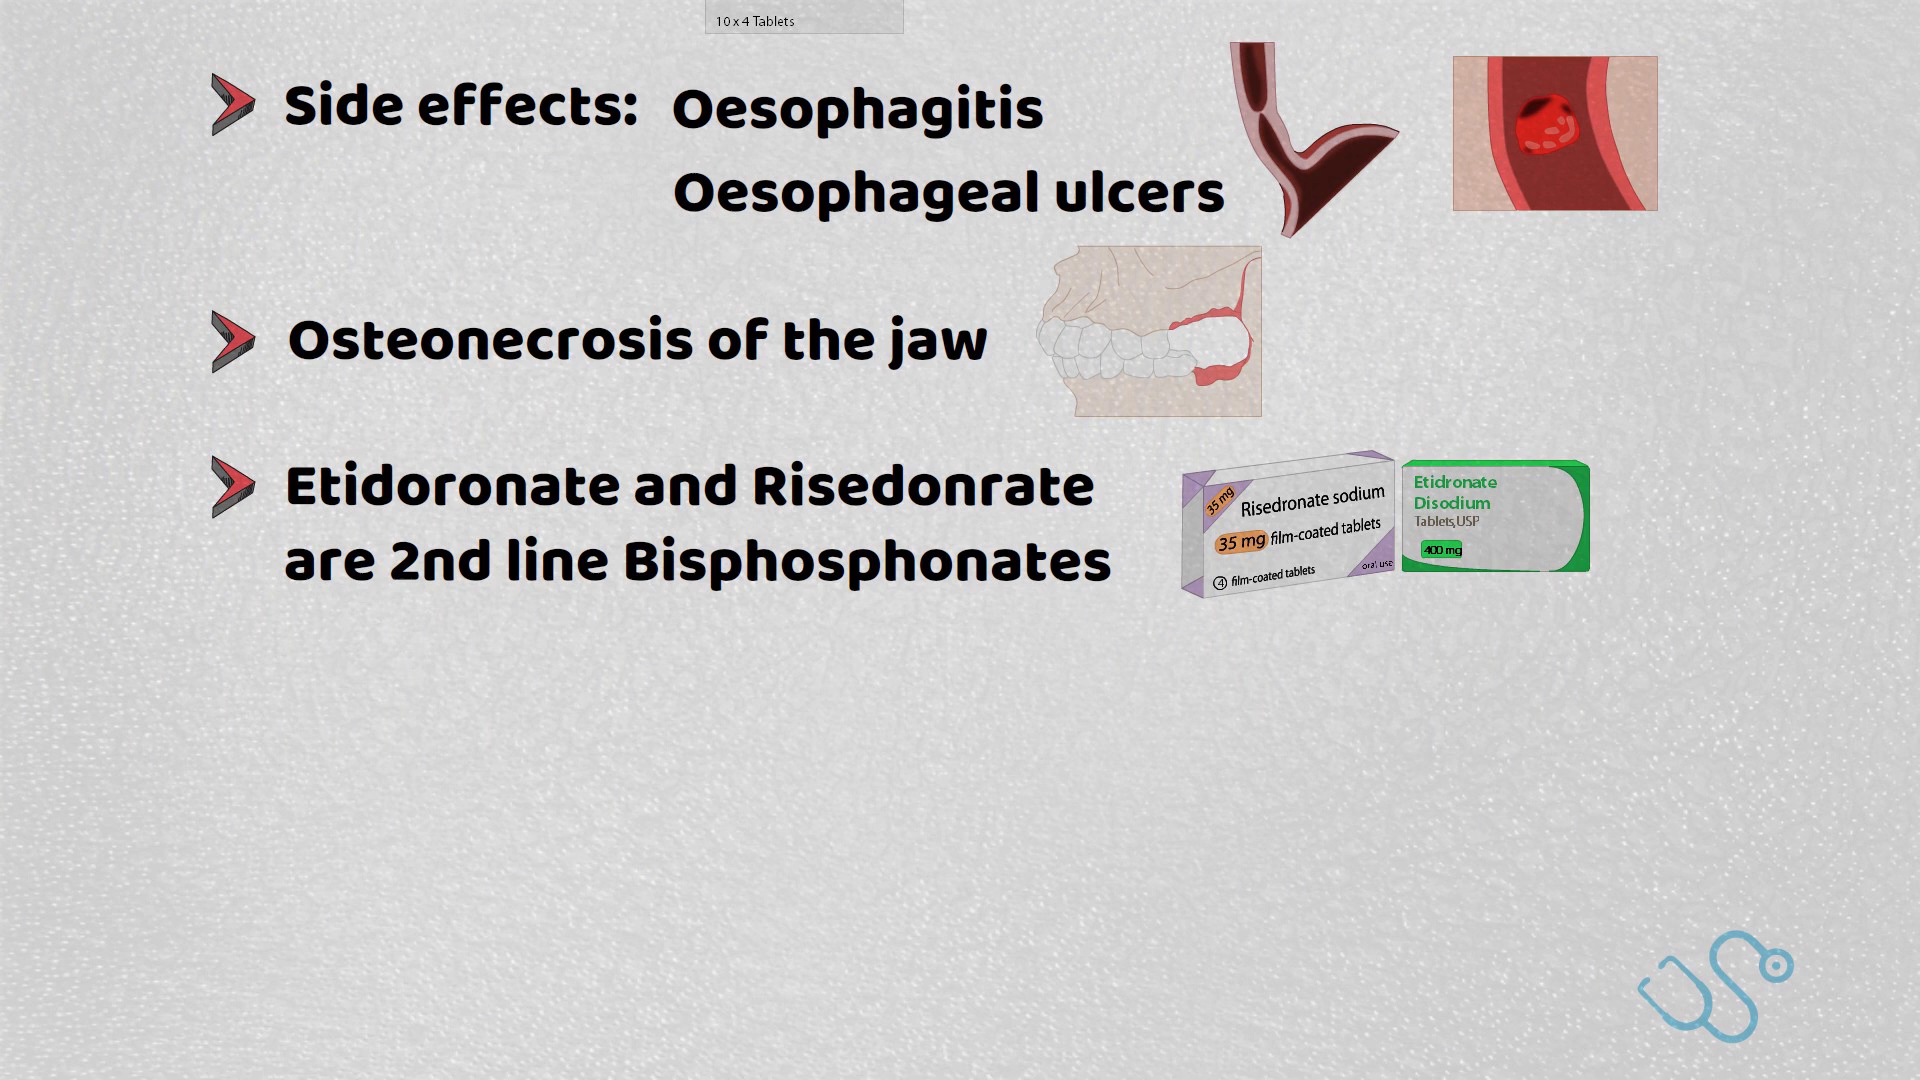 10 x 4 Tablets
Side effects: Oesophagitis
Oesophageal ulcers
Osteonecrosis of the jaw
Etidoronate and Risedonrate
are 2nd line Bisphosphonates
35 mg
Risedronate sodium
35 mg film-coated tablets
4 film-coated tablets
oral use
Etidronate
Disodium
Tablets,USP
400 mg